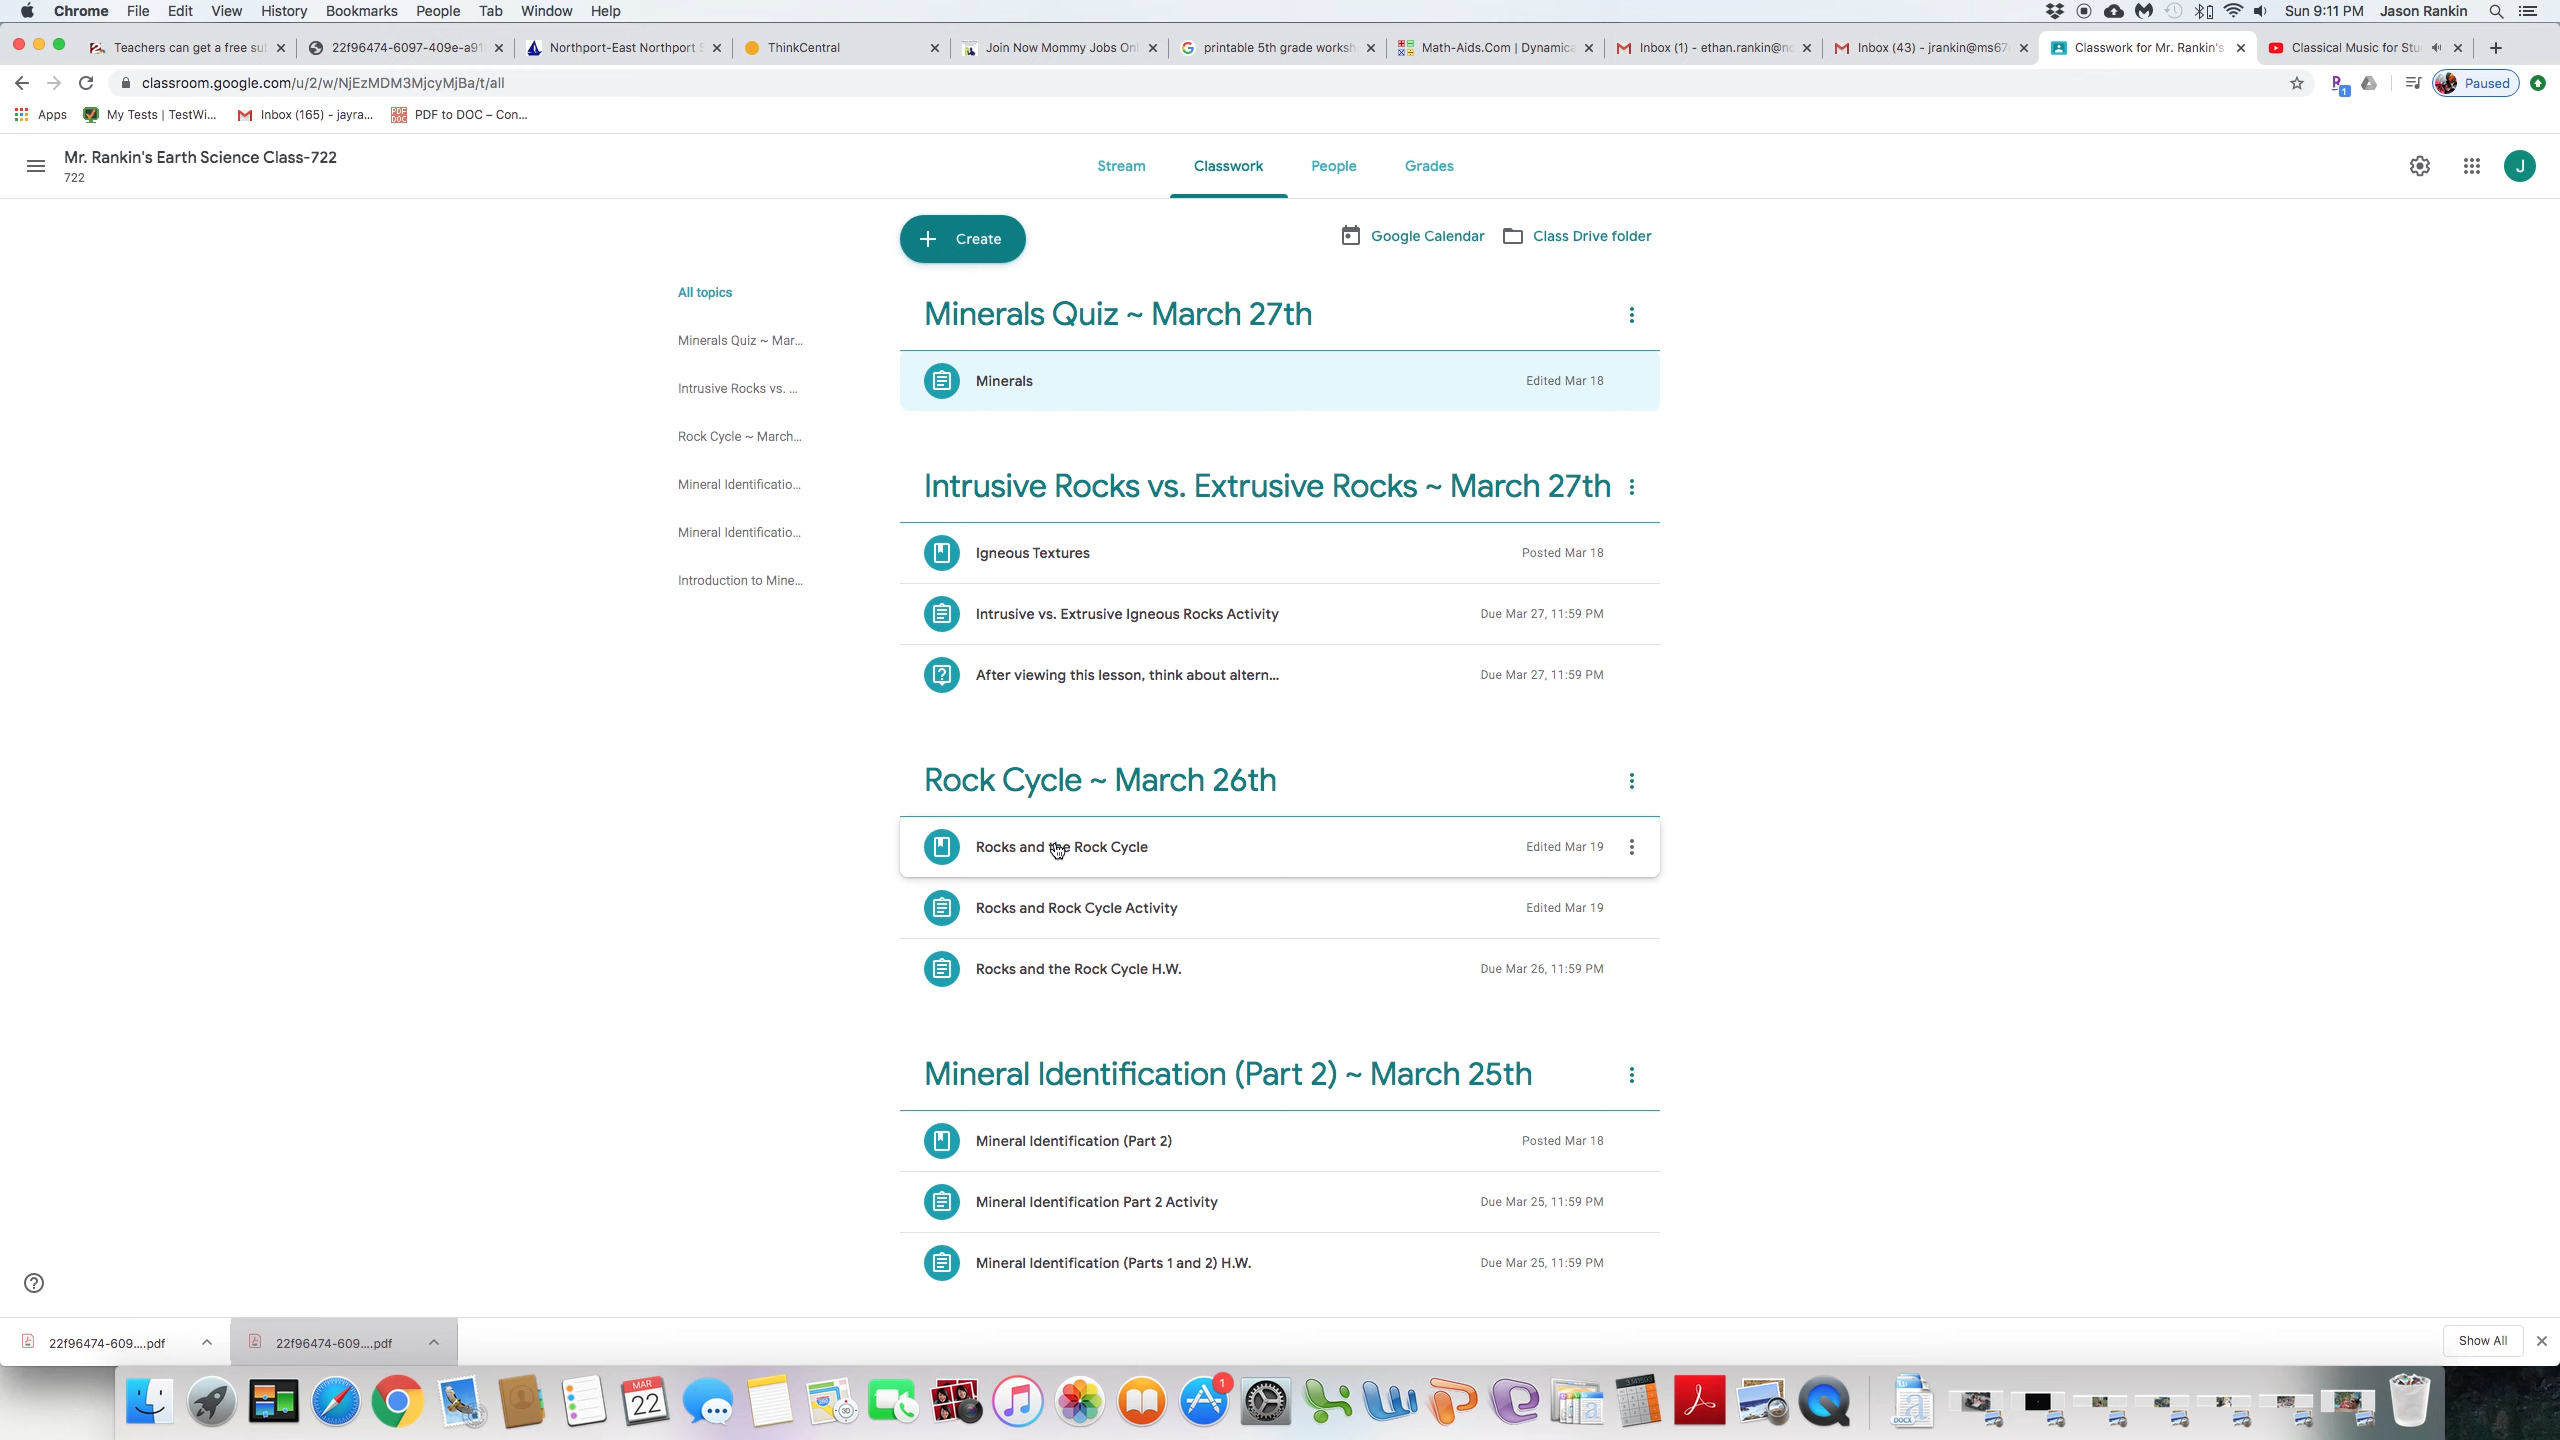 Chrome File Edit View History Bookmarks People Tab Window Help Sun 9:11 PM Jason Rankin
Teachers can get a free su 22f96474-6097-409e-a91 Northport-East Northport S ThinkCentral Join Now Mommy Jobs Onl printable 5th grade worksh Math-Aids.Com | Dynamica Inbox (1) - ethan.rankin@no Inbox (43) - jrankin@ms67 Classwork for Mr. Rankin's Classical Music for Stu
classroom.google.com/u/2/w/NjEzMDM3MjcyMjBa/t/all 1 Paused
Apps My Tests | TestWi... Inbox (165) - jayra... PDF to DOC – Con...
Mr. Rankin's Earth Science Class-722
722
Stream Classwork People Grades J
Create Google Calendar Class Drive folder
All topics
Minerals Quiz ~ Mar...
Intrusive Rocks vs. ...
Rock Cycle ~ March...
Mineral Identificatio...
Mineral Identificatio...
Introduction to Mine...
Minerals Quiz ~ March 27th
Minerals Edited Mar 18
Intrusive Rocks vs. Extrusive Rocks ~ March 27th
Igneous Textures Posted Mar 18
Intrusive vs. Extrusive Igneous Rocks Activity Due Mar 27, 11:59 PM
After viewing this lesson, think about altern... Due Mar 27, 11:59 PM
Rock Cycle ~ March 26th
Rocks and the Rock Cycle Edited Mar 19
Rocks and Rock Cycle Activity Edited Mar 19
Rocks and the Rock Cycle H.W. Due Mar 26, 11:59 PM
Mineral Identification (Part 2) ~ March 25th
Mineral Identification (Part 2) Posted Mar 18
Mineral Identification Part 2 Activity Due Mar 25, 11:59 PM
Mineral Identification (Parts 1 and 2) H.W. Due Mar 25, 11:59 PM
22f96474-609....pdf 22f96474-609....pdf Show All
MAR
22
1
DOCX